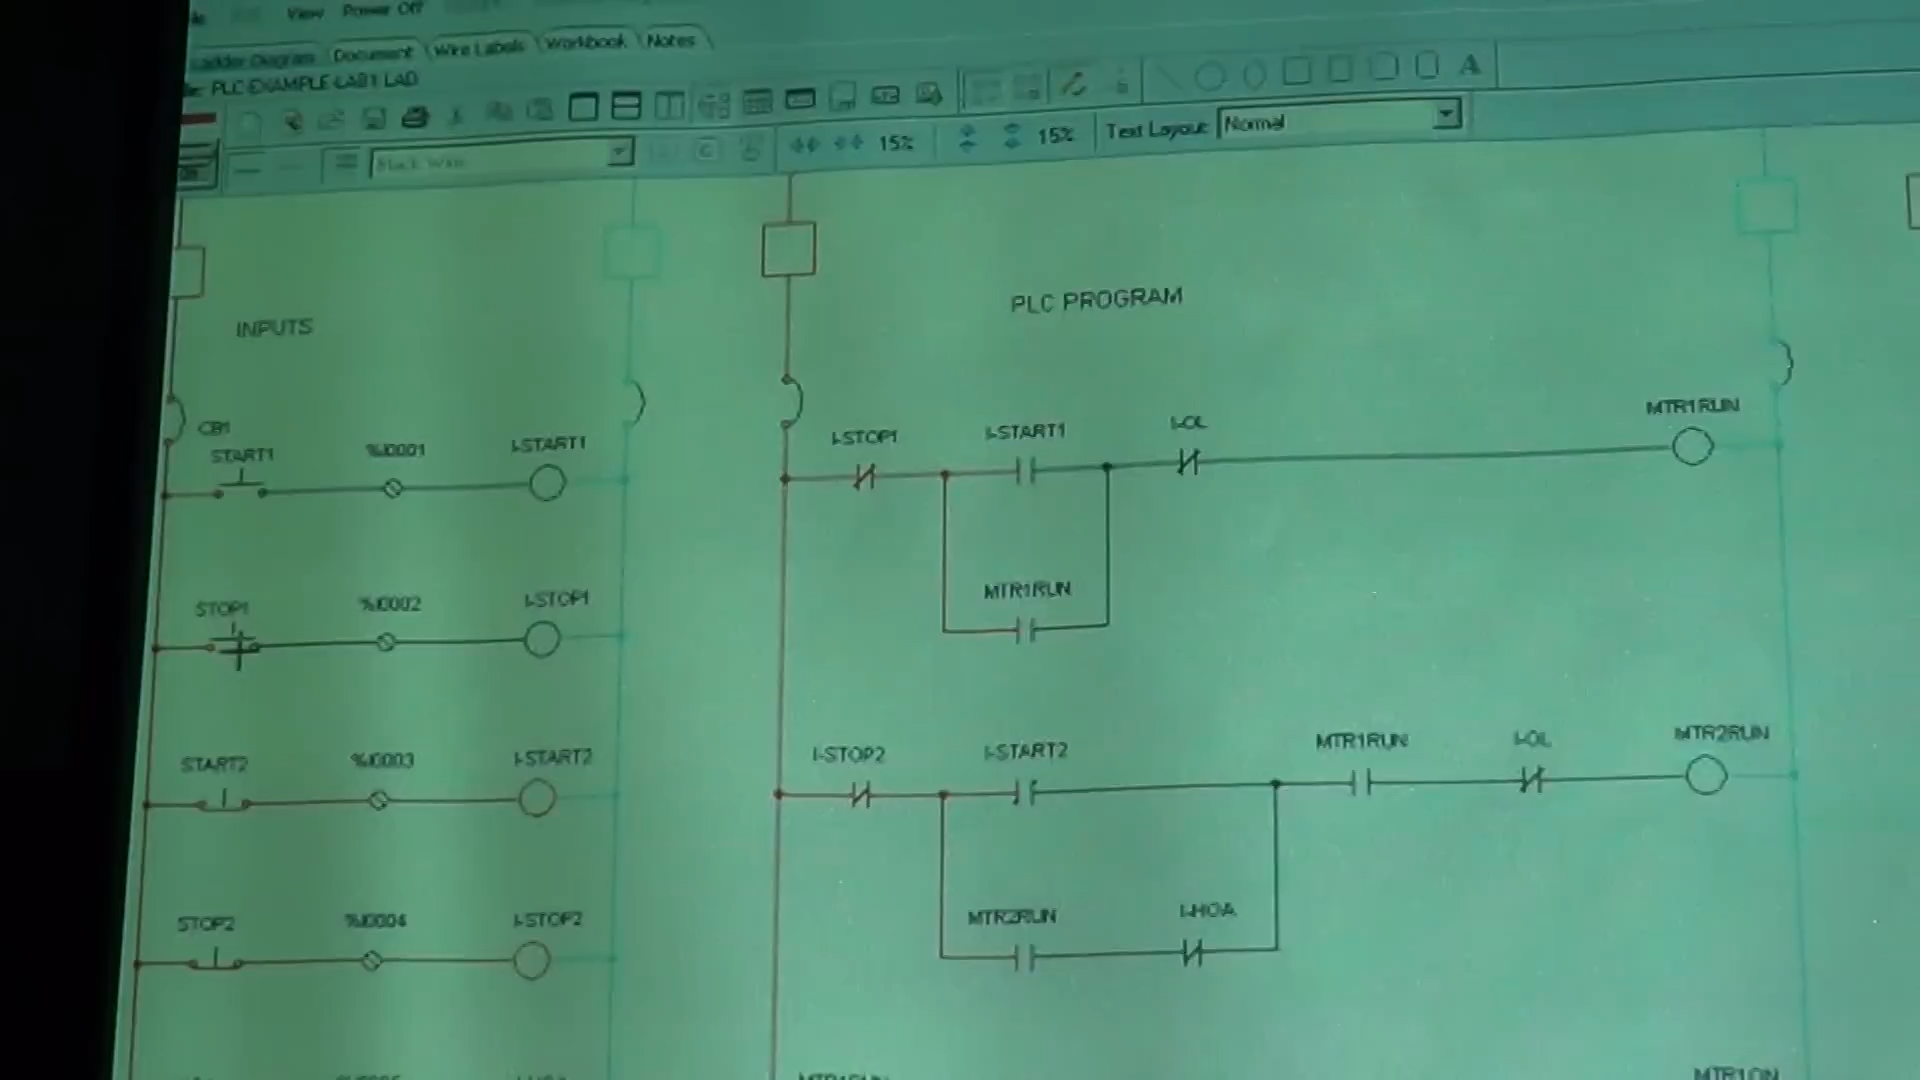 View Power Off
Ladder Diagram Document Wire Labels Workbook Notes
PLC EXAMPLE-LAB1 LAD
A
Black Wire
15%
15%
Text Layout: Normal
INPUTS
PLC PROGRAM
CB1
START1 %I0001 I-START1
I-STOP1 I-START1 I-OL MTR1RUN
MTR1RUN
STOP1 %I0002 I-STOP1
START2 %I0003 I-START2
I-STOP2 I-START2 MTR1RUN I-OL MTR2RUN
STOP2 %I0004 I-STOP2
MTR2RUN I-HOA